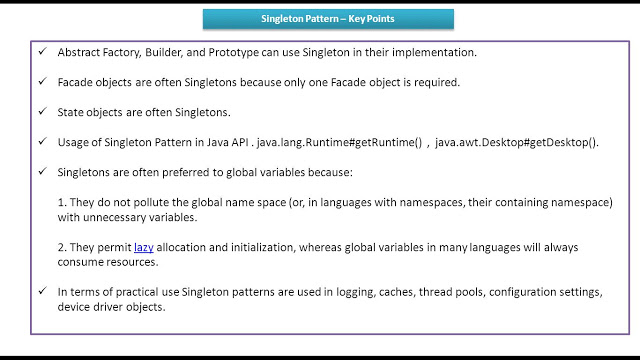 Singleton Pattern – Key Points
✓ Abstract Factory, Builder, and Prototype can use Singleton in their implementation.
✓ Facade objects are often Singletons because only one Facade object is required.
✓ State objects are often Singletons.
✓ Usage of Singleton Pattern in Java API . java.lang.Runtime#getRuntime() , java.awt.Desktop#getDesktop().
✓ Singletons are often preferred to global variables because:
1. They do not pollute the global name space (or, in languages with namespaces, their containing namespace)
with unnecessary variables.
2. They permit lazy allocation and initialization, whereas global variables in many languages will always
consume resources.
✓ In terms of practical use Singleton patterns are used in logging, caches, thread pools, configuration settings,
device driver objects.